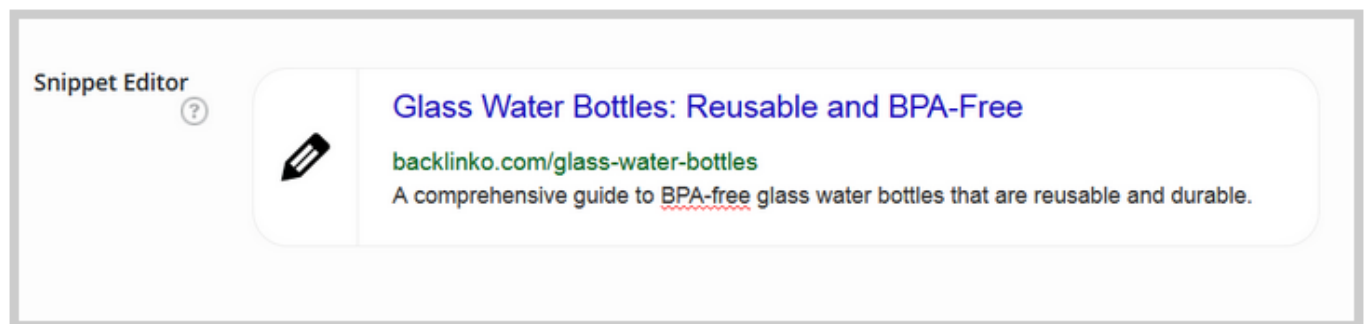 Snippet Editor
?
Glass Water Bottles: Reusable and BPA-Free
backlinko.com/glass-water-bottles
A comprehensive guide to BPA-free glass water bottles that are reusable and durable.